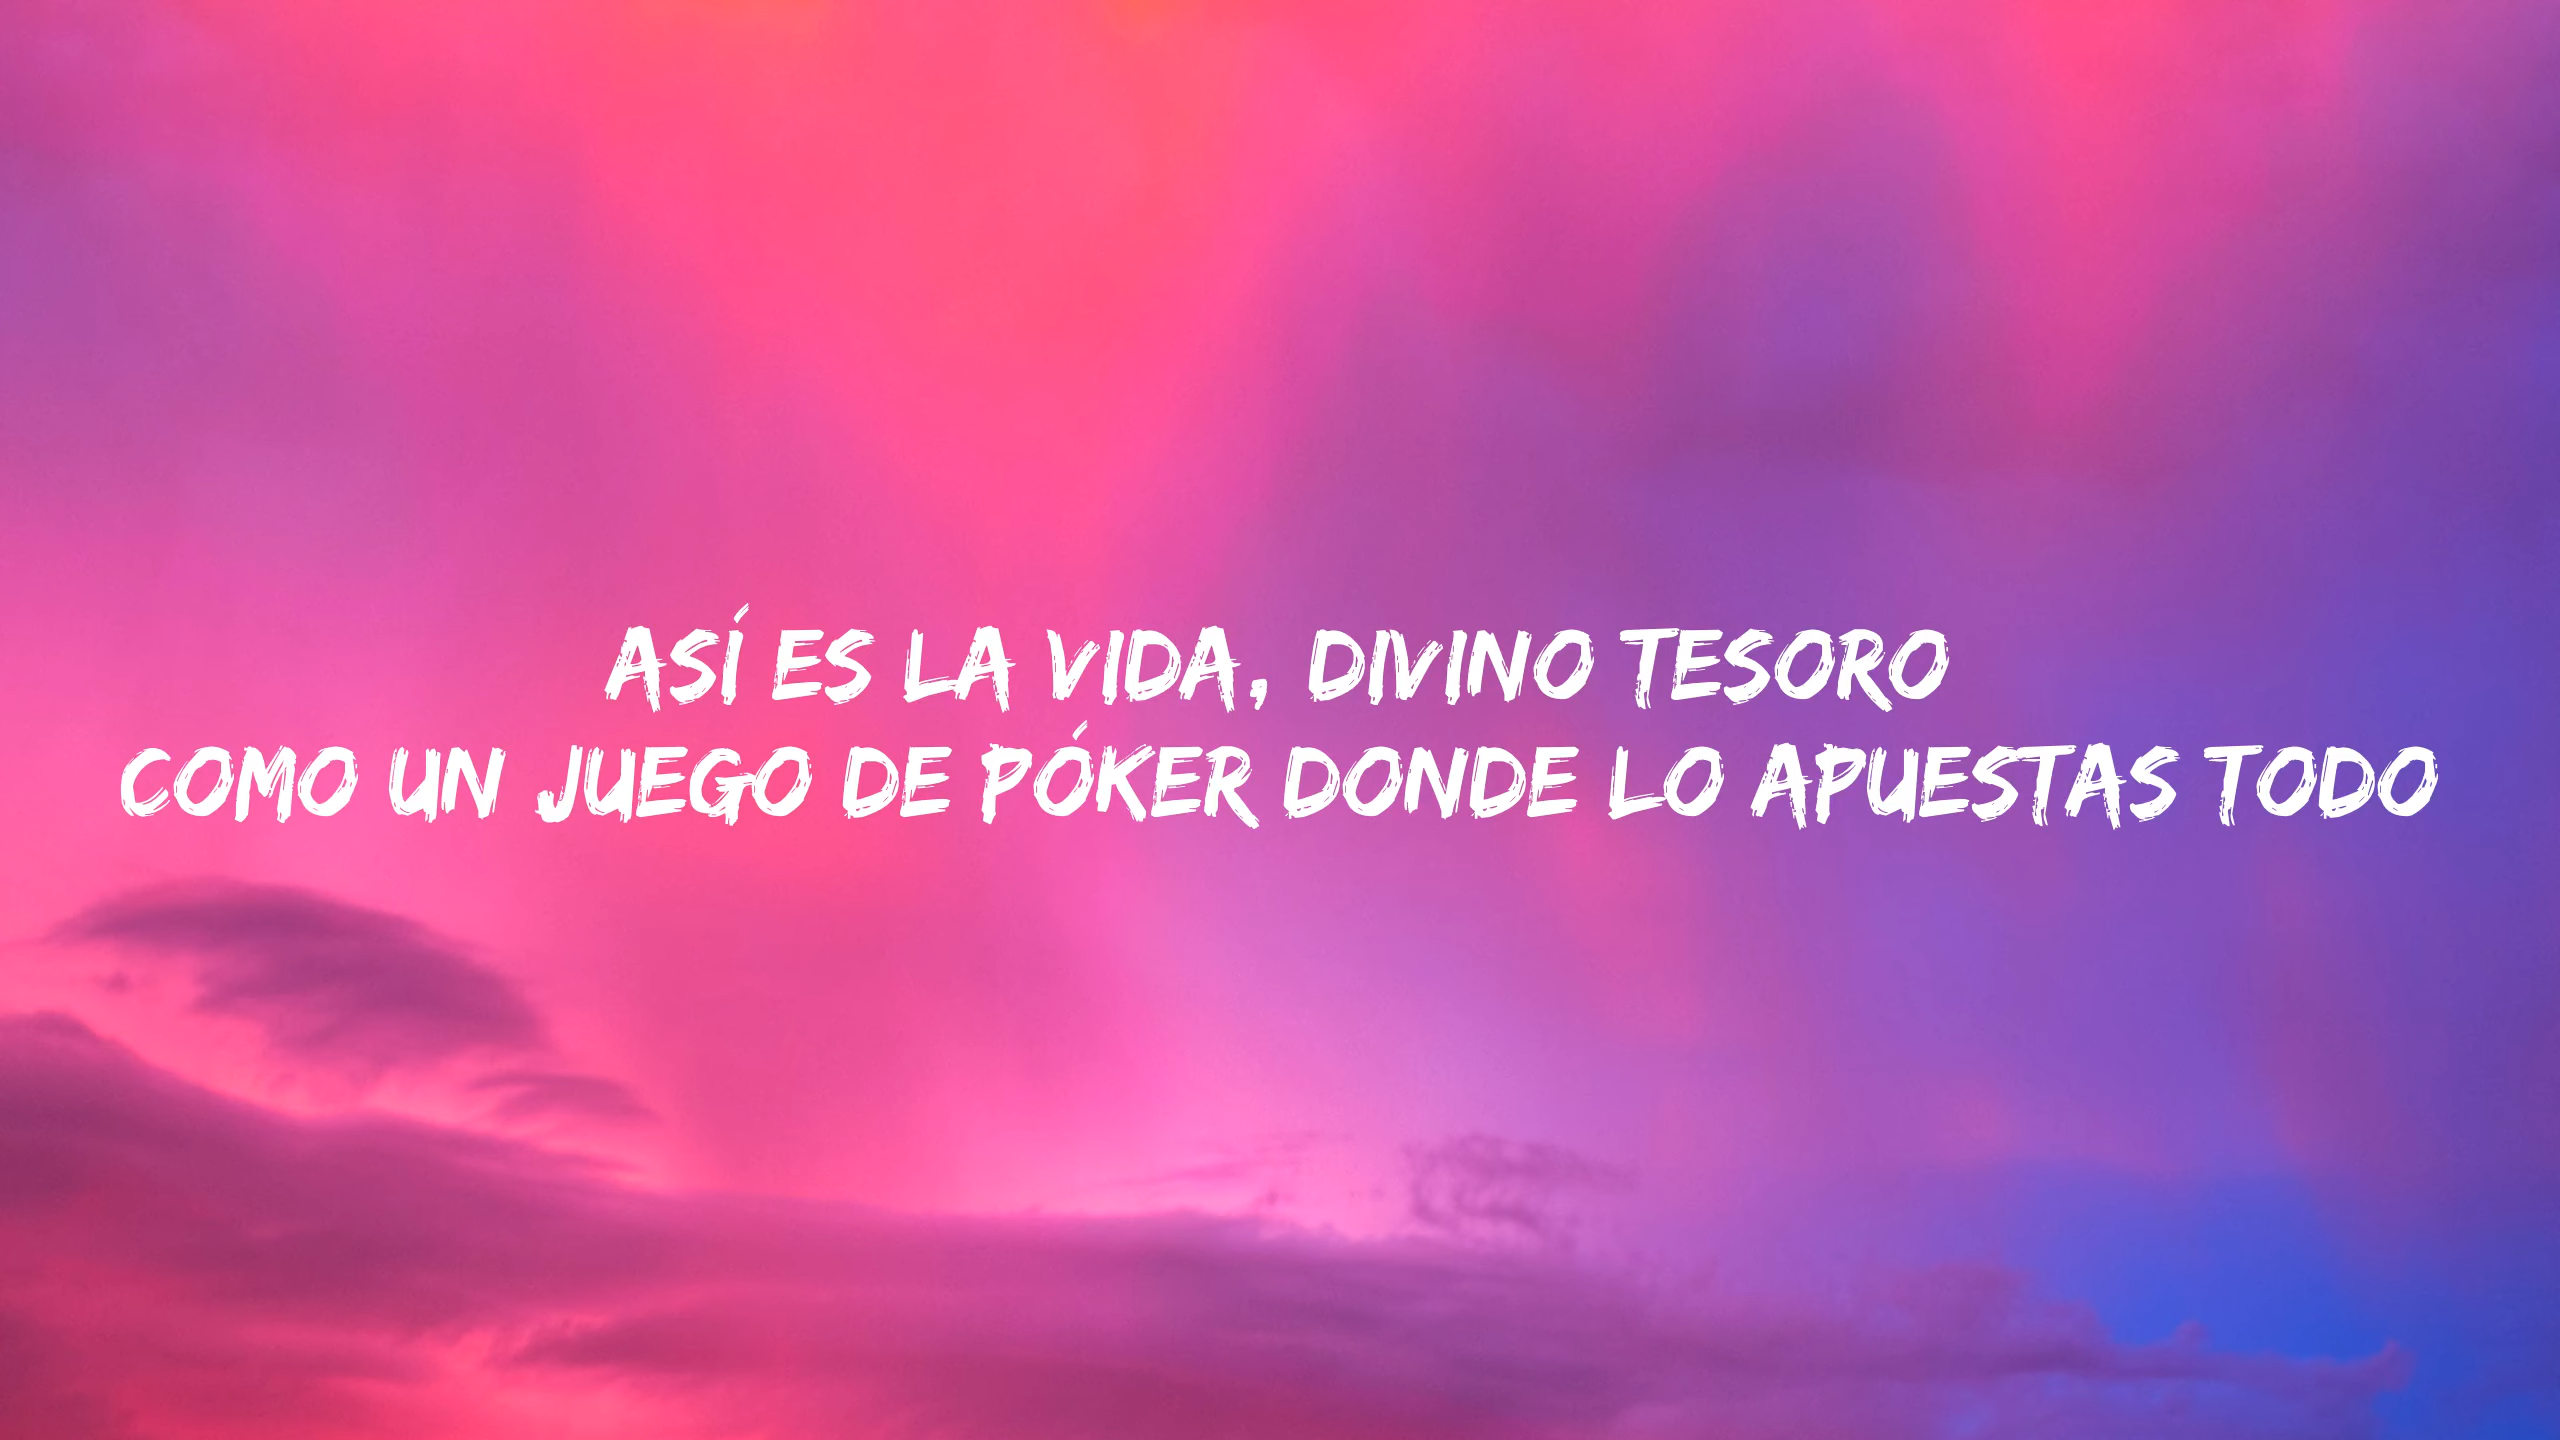 ASÍ ES LA VIDA, DIVINO TESORO
COMO UN JUEGO DE PÓKER DONDE LO APUESTAS TODO